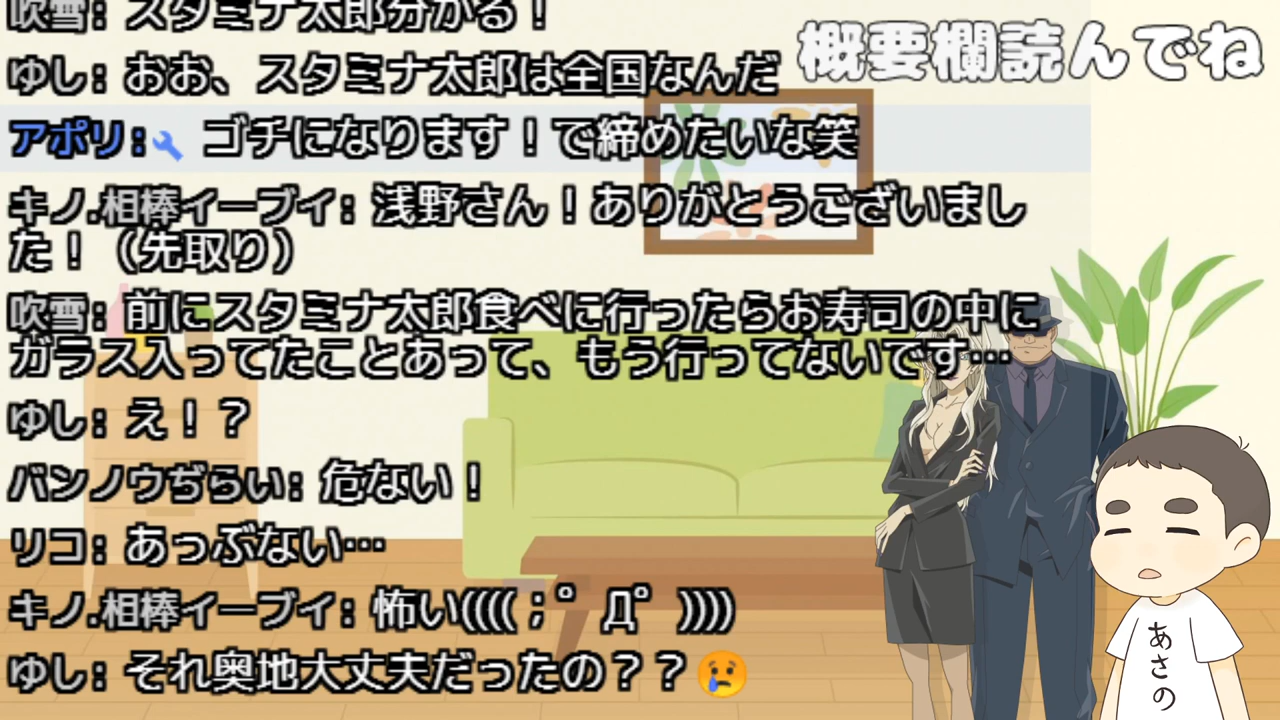 吹雪: スタミナ太郎分かる！
ゆし: おお、スタミナ太郎は全国なんだ
概要欄読んでね
アポリ: ゴチになります！で締めたいな笑
キノ.相棒イーブイ: 浅野さん！ありがとうございまし
た！（先取り）
吹雪: 前にスタミナ太郎食べに行ったらお寿司の中に
ガラス入ってたことあって、もう行ってないです…
ゆし: え！？
バンノウぢらい: 危ない！
リコ: あっぶない…
キノ.相棒イーブイ: 怖い((((；ﾟДﾟ))))
ゆし: それ奥地大丈夫だったの？？😢
あさの